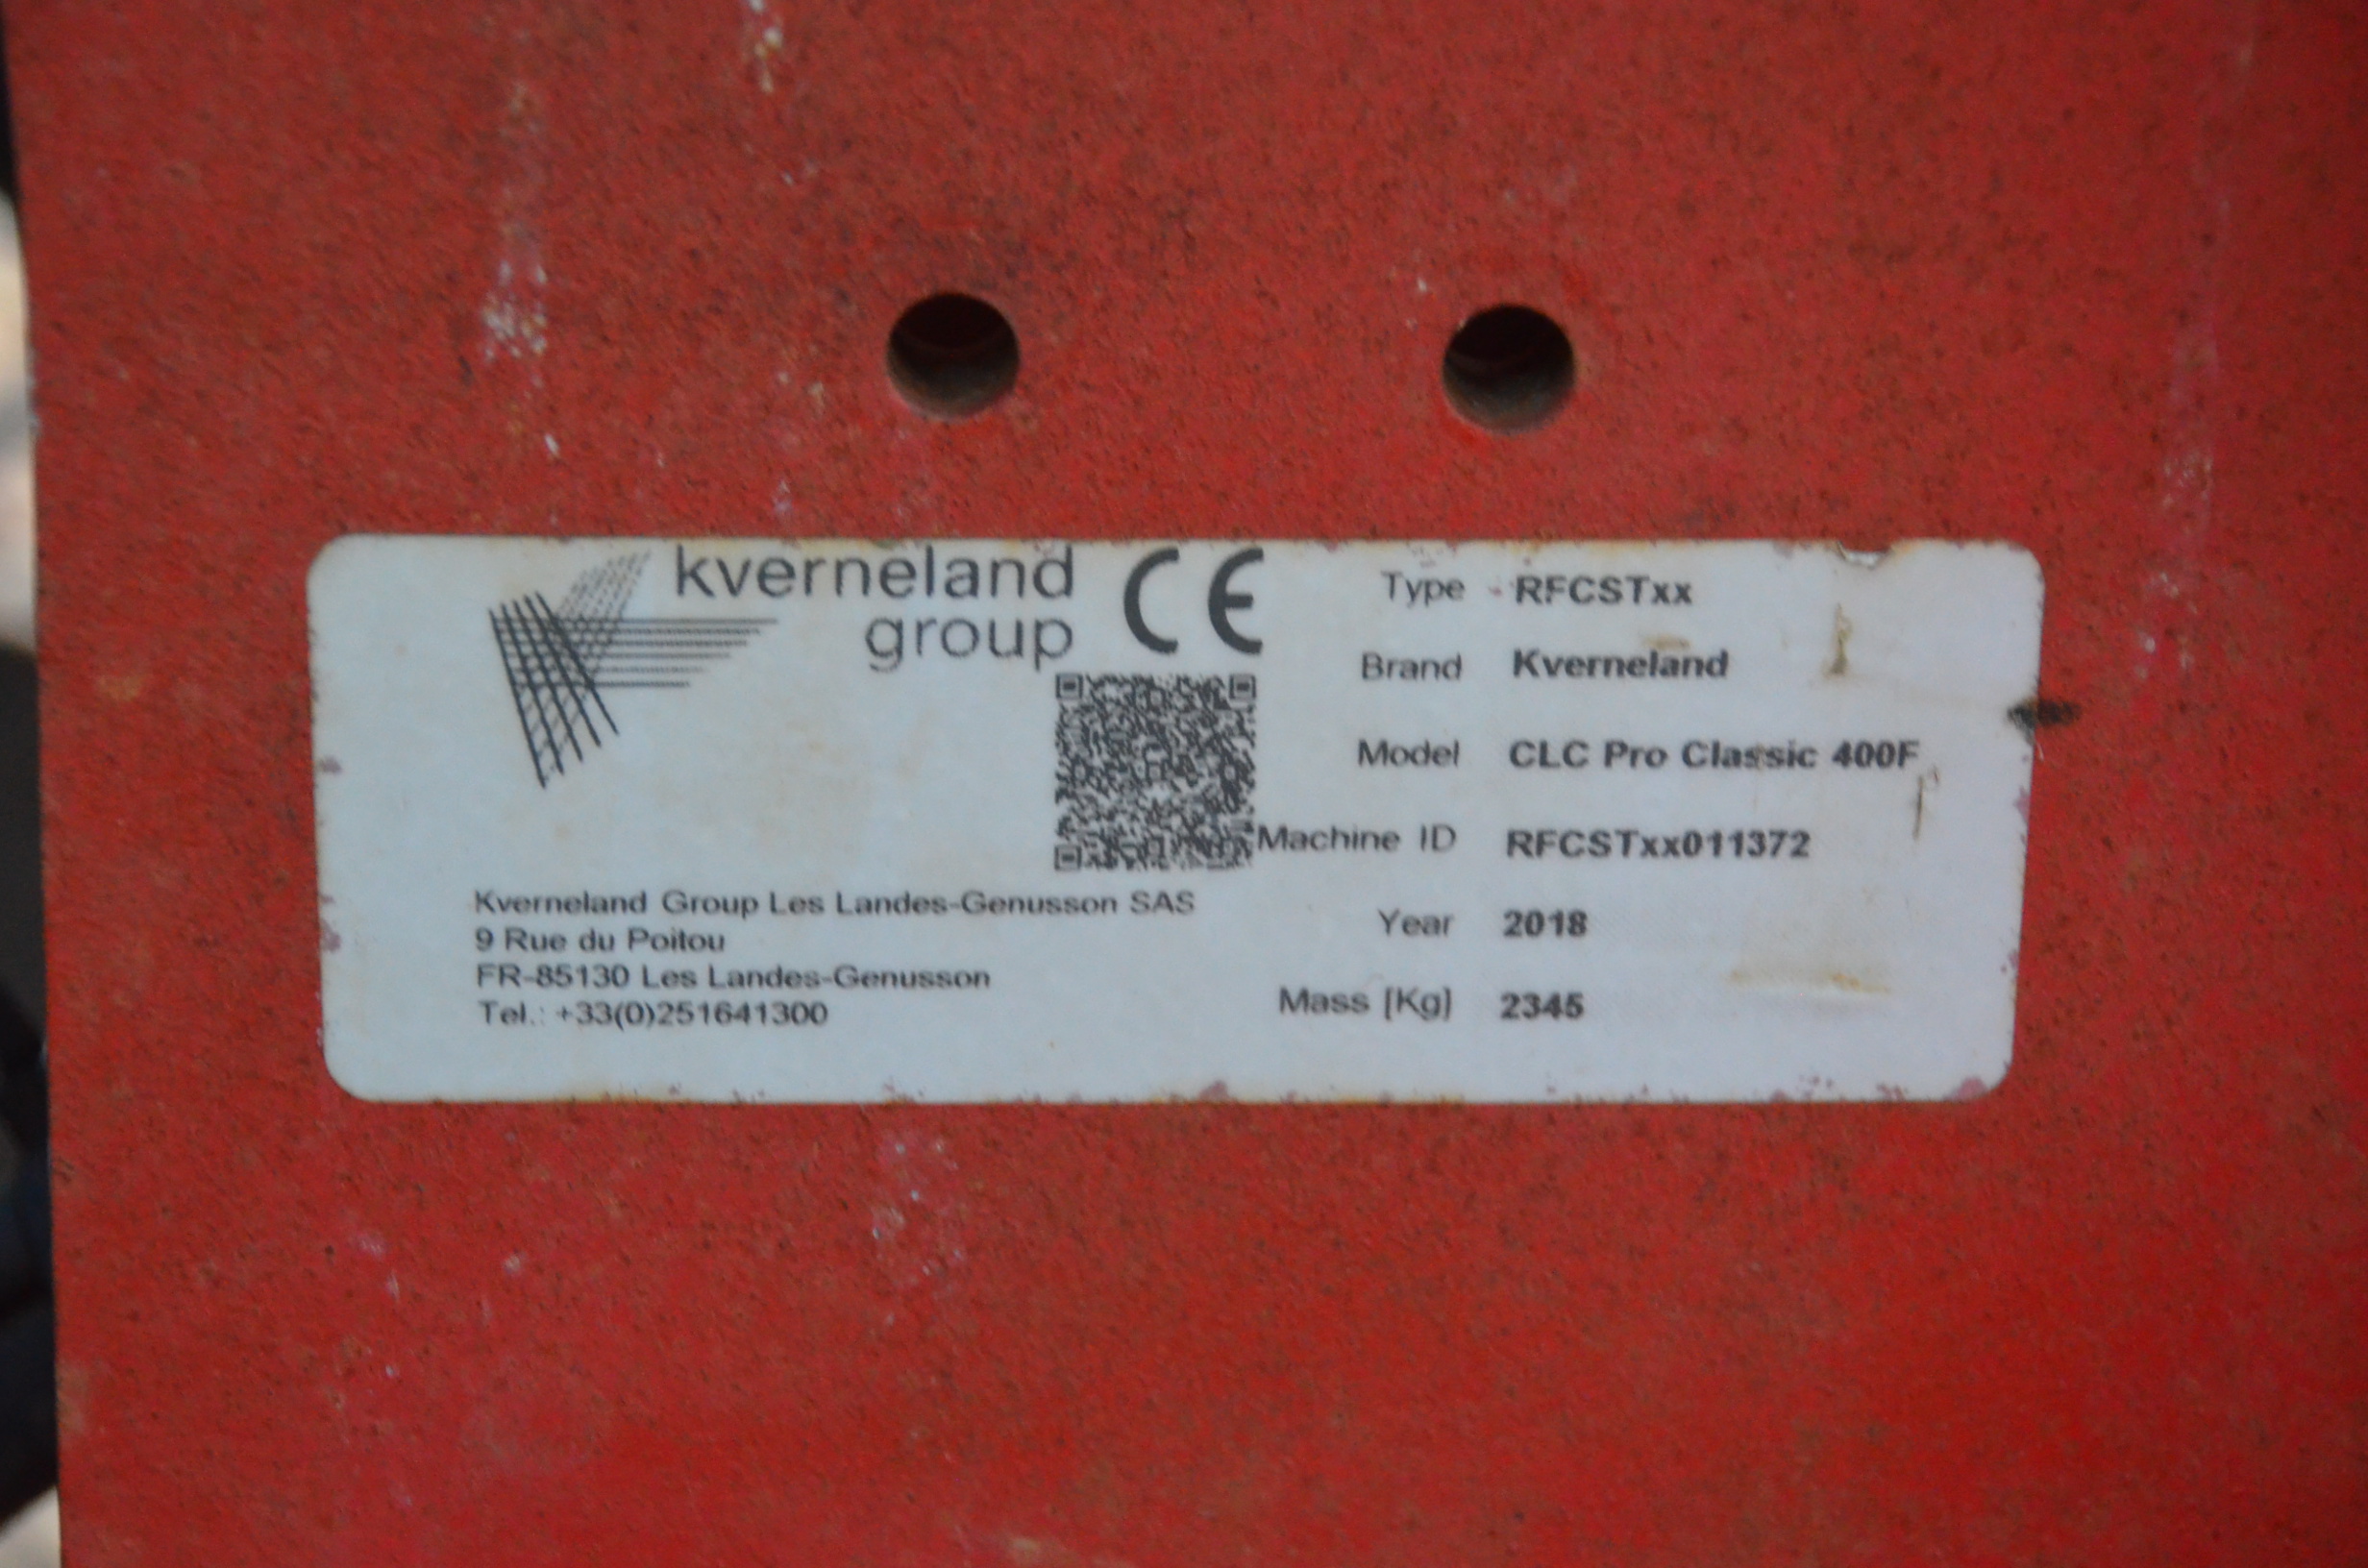 kverneland
group
CE
Type RFCSTxx
Brand Kverneland
Model CLC Pro Classic 400F
Machine ID RFCSTxx011372
Year 2018
Mass [Kg] 2345
Kverneland Group Les Landes-Genusson SAS
9 Rue du Poitou
FR-85130 Les Landes-Genusson
Tel.: +33(0)251641300